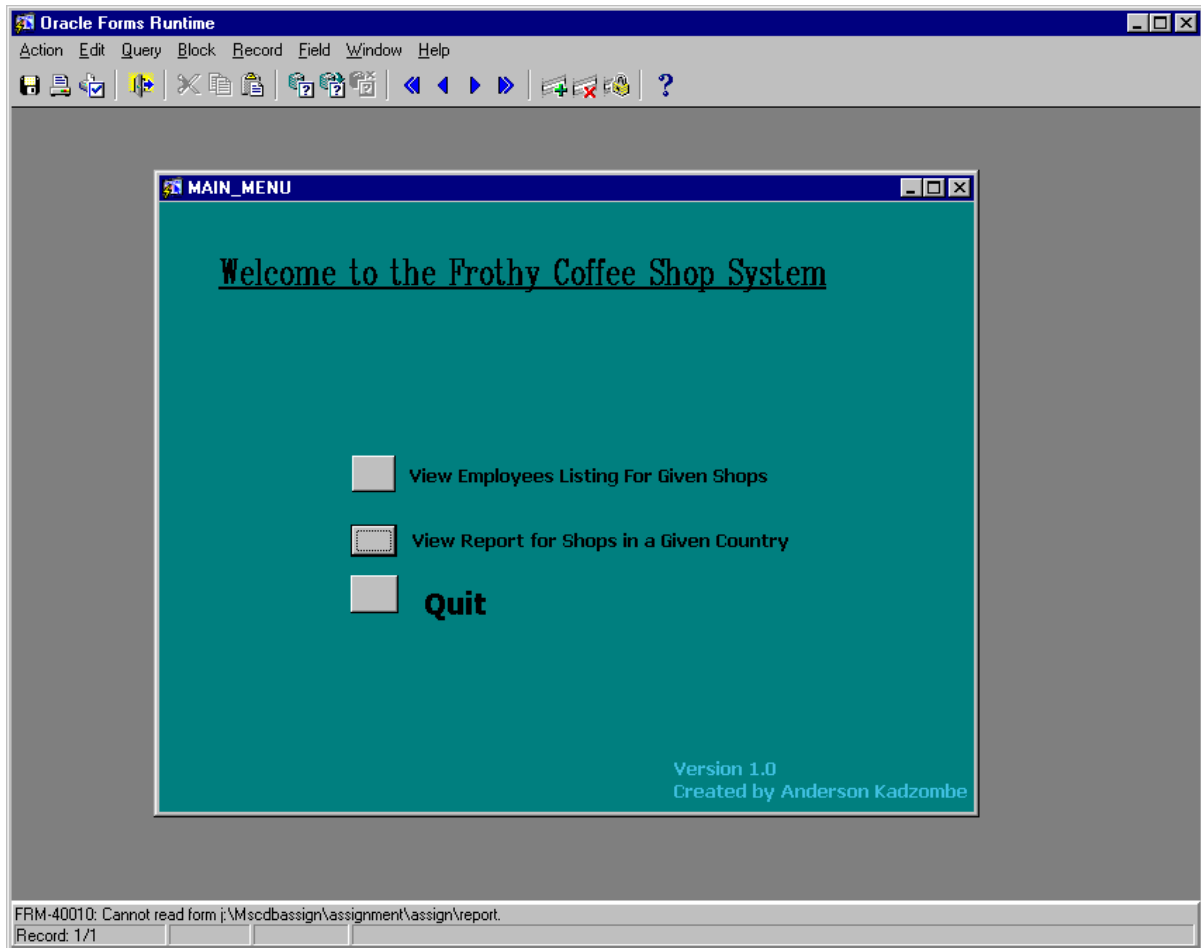 Oracle Forms Runtime
Action Edit Query Block Record Field Window Help
?
MAIN_MENU
Welcome to the Frothy Coffee Shop System
View Employees Listing For Given Shops
View Report for Shops in a Given Country
Quit
Version 1.0
Created by Anderson Kadzombe
FRM-40010: Cannot read form j:\Mscdbassign\assignment\assign\report.
Record: 1/1